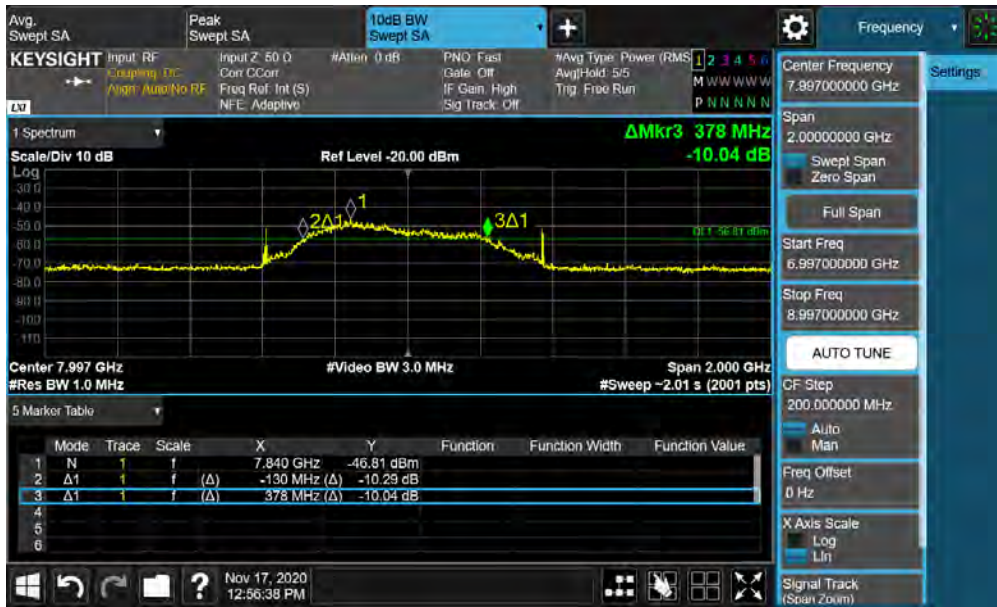 Avg.
Swept SA
Peak
Swept SA
10dB BW
Swept SA
Frequency
KEYSIGHT
LXI
Input: RF
Coupling: DC
Align: Auto/No RF
Input Z: 50 Ω
Corr CCorr
Freq Ref: Int (S)
NFE: Adaptive
#Atten: 0 dB
PNO: Fast
Gate: Off
IF Gain: High
Sig Track: Off
#Avg Type: Power (RMS
Avg|Hold: 5/5
Trig: Free Run
1 2 3 4 5 6
M W W W W W
P N N N N N
1 Spectrum
Scale/Div 10 dB
Ref Level -20.00 dBm
ΔMkr3 378 MHz
-10.04 dB
Log
-30.0
-40.0
-50.0
-60.0
-70.0
-80.0
-90.0
-100
-110
1
2Δ1
3Δ1
DL1 -56.81 dBm
Center 7.997 GHz
#Video BW 3.0 MHz
Span 2.000 GHz
#Res BW 1.0 MHz
#Sweep ~2.01 s (2001 pts)
5 Marker Table
Mode Trace Scale X Y Function Function Width Function Value
1 N 1 f 7.840 GHz -46.81 dBm
2 Δ1 1 f (Δ) -130 MHz (Δ) -10.29 dB
3 Δ1 1 f (Δ) 378 MHz (Δ) -10.04 dB
4
5
6
Nov 17, 2020
12:56:38 PM
Center Frequency
7.997000000 GHz
Settings
Span
2.00000000 GHz
Swept Span
Zero Span
Full Span
Start Freq
6.997000000 GHz
Stop Freq
8.997000000 GHz
AUTO TUNE
CF Step
200.000000 MHz
Auto
Man
Freq Offset
0 Hz
X Axis Scale
Log
Lin
Signal Track
(Span Zoom)